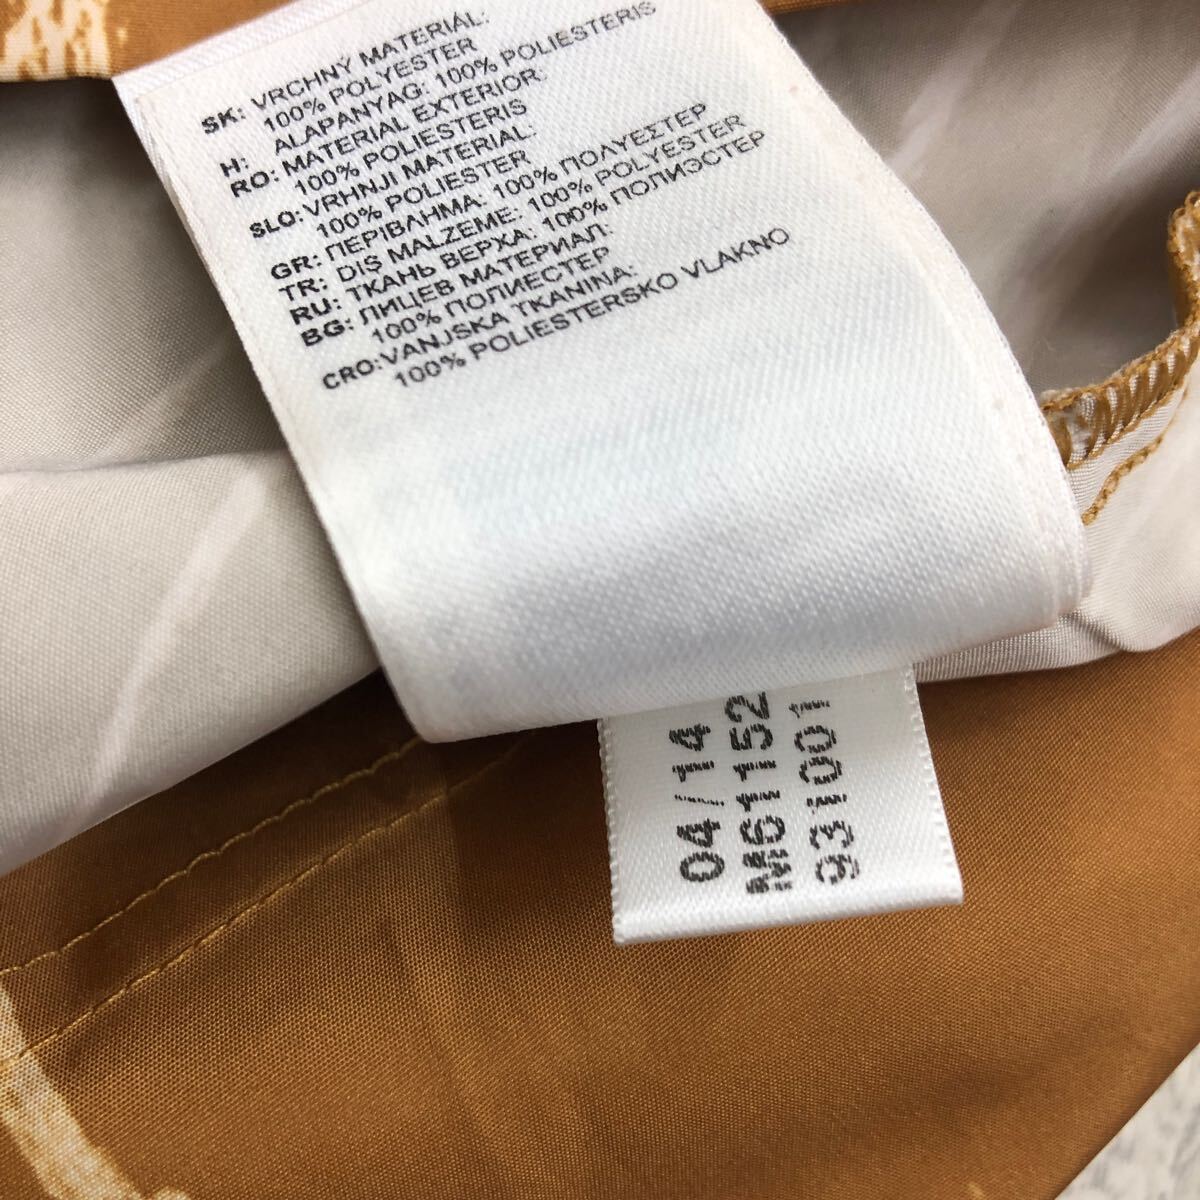 SK: VRCHNÝ MATERIÁL:
100% POLYESTER
H: ALAPANYAG: 100% POLIESTERIS
RO: MATERIAL EXTERIOR:
100% POLIESTERIS
SLO: VRHNJI MATERIAL:
100% POLIESTER
GR: ΠΕΡΙΒΛΗΜΑ: 100% ΠΟΛΥΕΣΤΕΡ
TR: DIŞ MALZEME: 100% POLYESTER
RU: ТКАНЬ ВЕРХА: 100% ПОЛИЭСТЕР
BG: ЛИЦЕВ МАТЕРИАЛ:
100% ПОЛИЕСТЕР
CRO: VANJSKA TKANINA:
100% POLIESTERSKO VLAKNO
04/14
M61152
931001